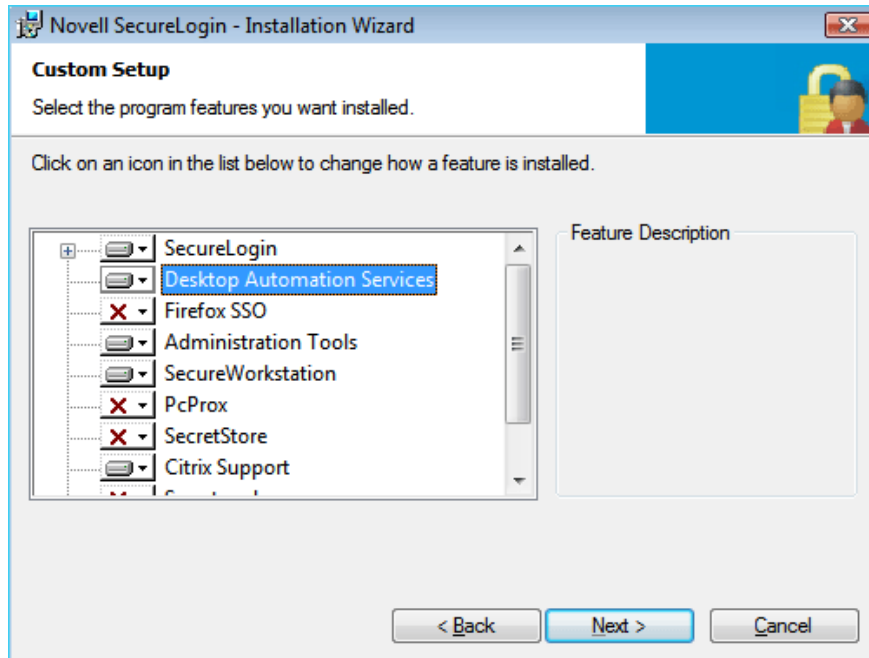 Novell SecureLogin - Installation Wizard
Custom Setup
Select the program features you want installed.
Click on an icon in the list below to change how a feature is installed.
Feature Description
SecureLogin
Desktop Automation Services
Firefox SSO
Administration Tools
SecureWorkstation
PcProx
SecretStore
Citrix Support
< Back
Next >
Cancel